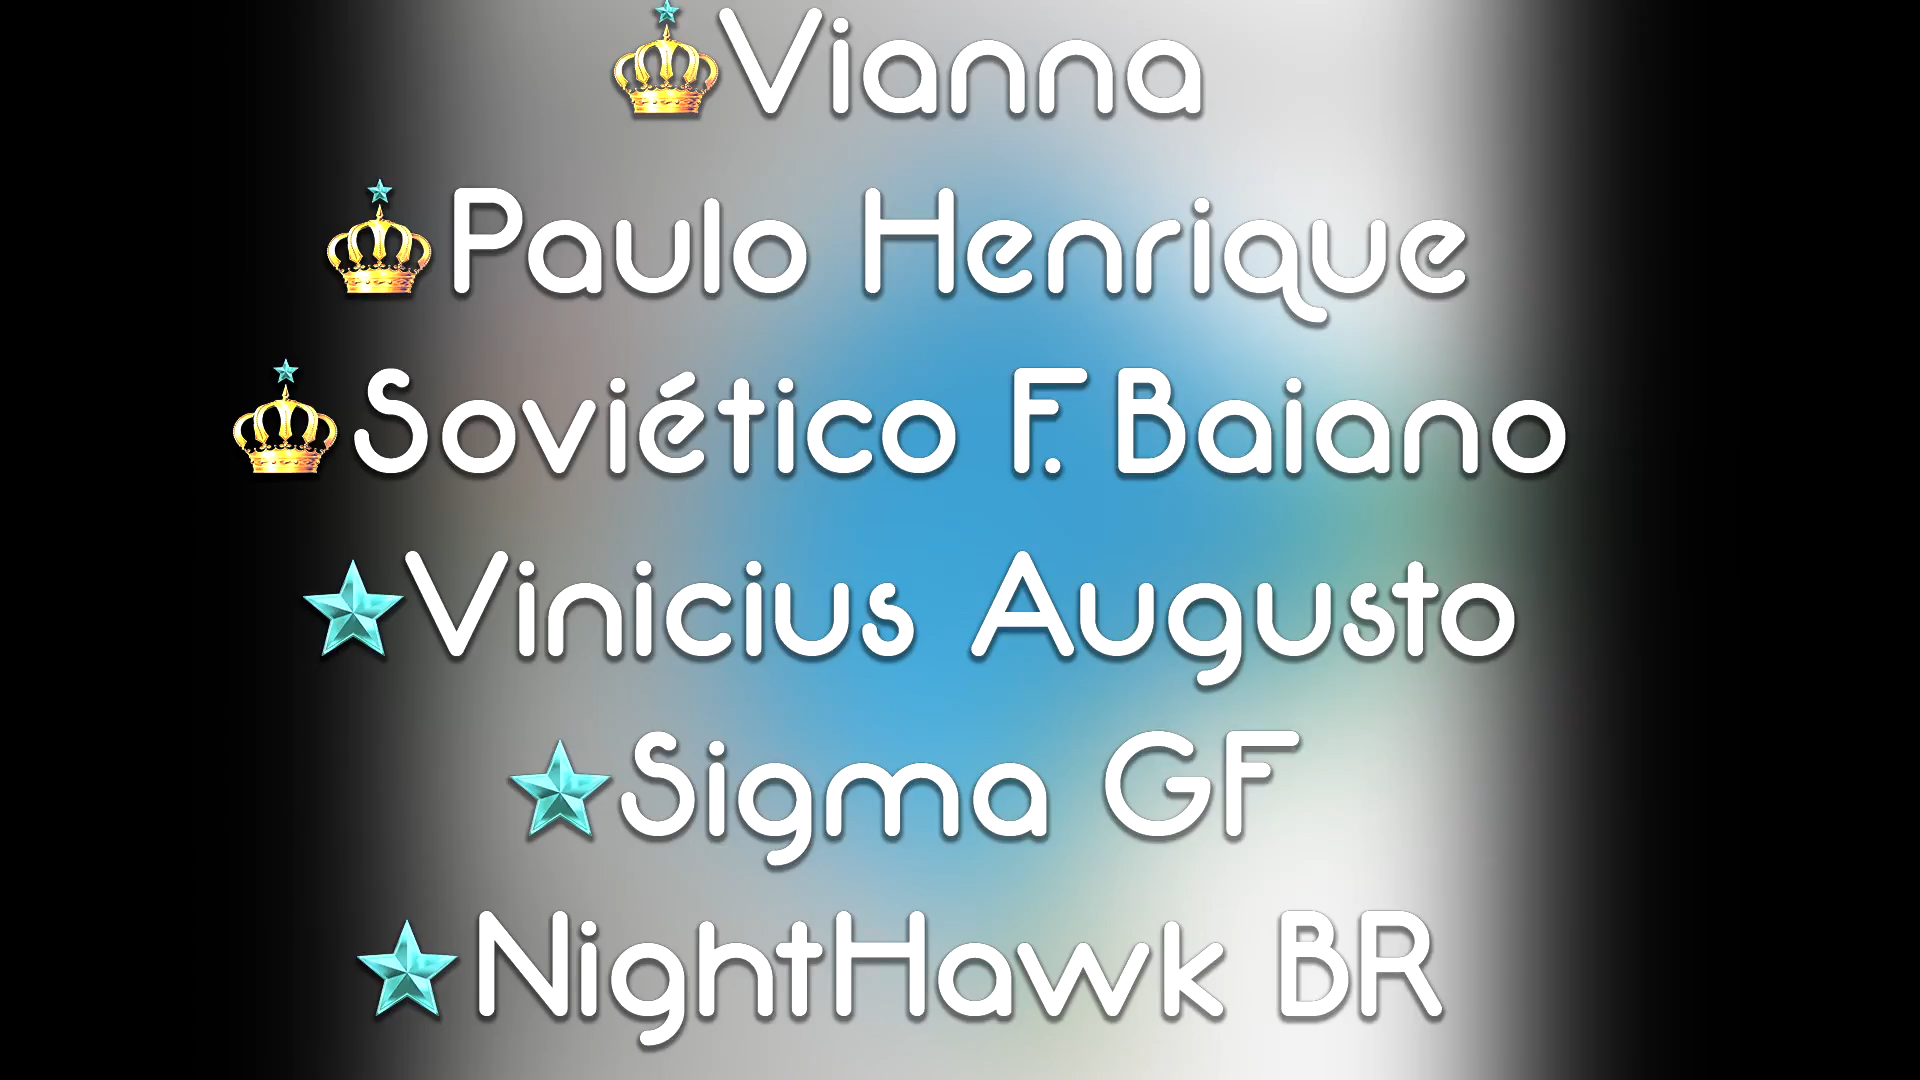 Vianna
Paulo Henrique
Soviético F. Baiano
Vinicius Augusto
Sigma GF
NightHawk BR